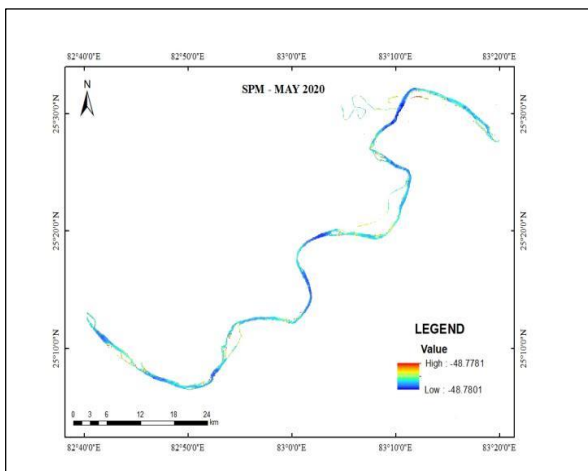 82°40'0"E 82°50'0"E 83°0'0"E 83°10'0"E 83°20'0"E
N
SPM - MAY 2020
25°30'0"N 25°30'0"N
25°20'0"N 25°20'0"N
25°10'0"N 25°10'0"N
LEGEND
Value
High : -48.7781
Low : -48.7801
0 3 6 12 18 24
km
82°40'0"E 82°50'0"E 83°0'0"E 83°10'0"E 83°20'0"E